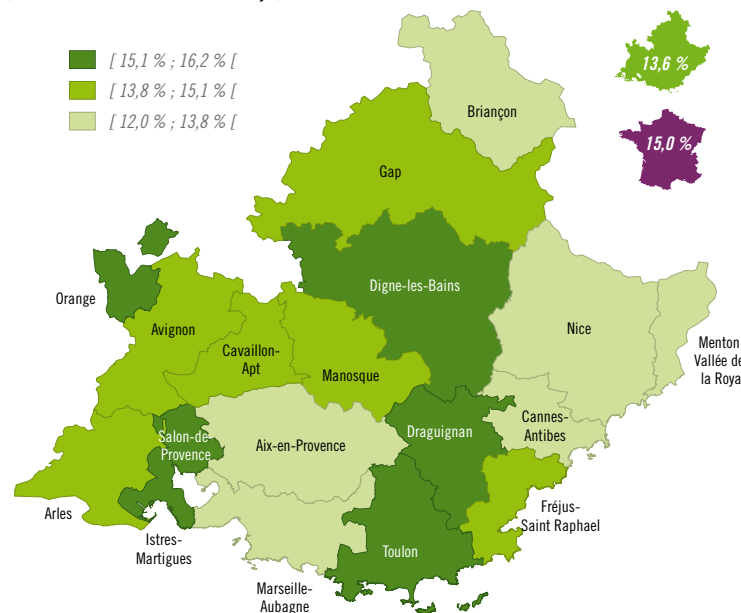 [ 15,1 % ; 16,2 % [
[ 13,8 % ; 15,1 % [
[ 12,0 % ; 13,8 % [
13,6 %
15,0 %
Briançon
Gap
Digne-les-Bains
Orange
Avignon
Cavaillon-
Apt
Manosque
Nice
Menton
Vallée de
la Roya
Cannes-
Antibes
Draguignan
Salon-de-
Provence
Aix-en-Provence
Arles
Istres-
Martigues
Fréjus-
Saint Raphael
Toulon
Marseille-
Aubagne